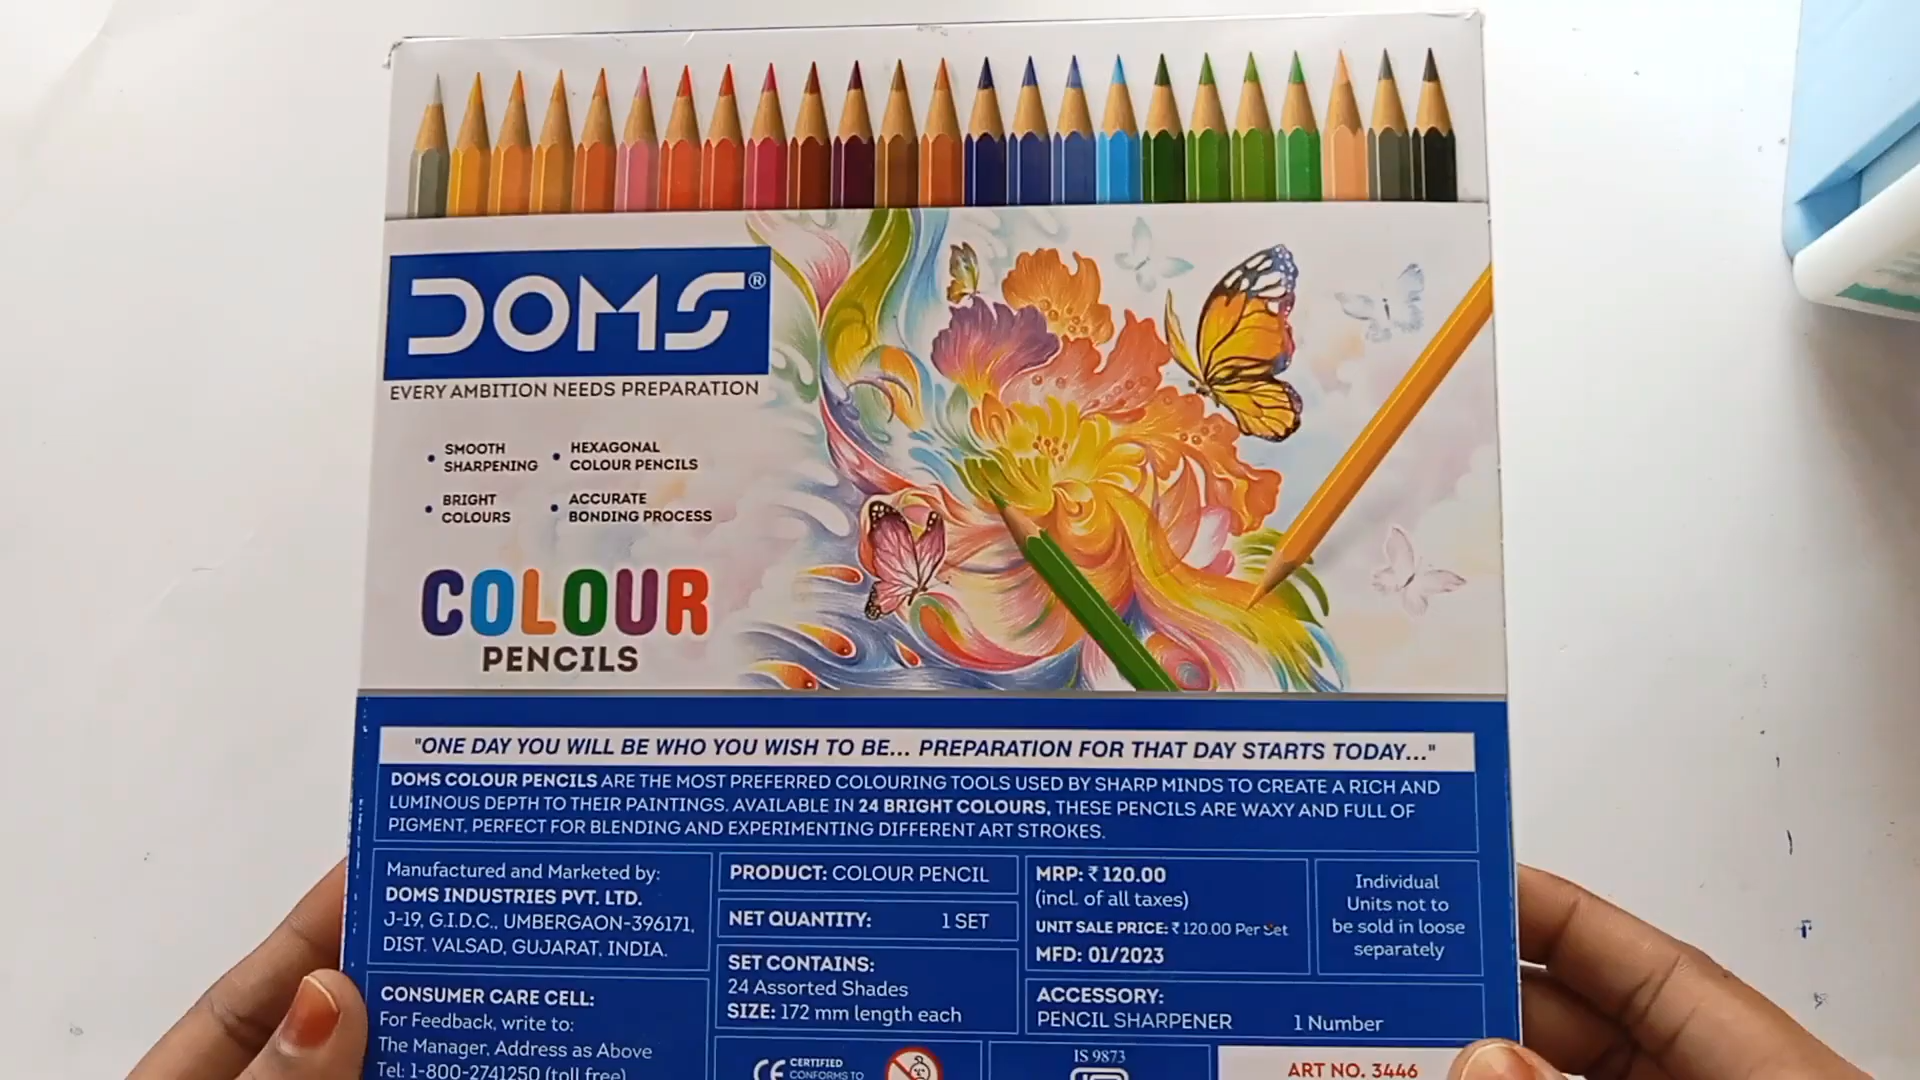 DOMS®
EVERY AMBITION NEEDS PREPARATION
• SMOOTH SHARPENING
• HEXAGONAL COLOUR PENCILS
• BRIGHT COLOURS
• ACCURATE BONDING PROCESS
COLOUR
PENCILS
"ONE DAY YOU WILL BE WHO YOU WISH TO BE... PREPARATION FOR THAT DAY STARTS TODAY..."
DOMS COLOUR PENCILS ARE THE MOST PREFERRED COLOURING TOOLS USED BY SHARP MINDS TO CREATE A RICH AND
LUMINOUS DEPTH TO THEIR PAINTINGS. AVAILABLE IN 24 BRIGHT COLOURS, THESE PENCILS ARE WAXY AND FULL OF
PIGMENT, PERFECT FOR BLENDING AND EXPERIMENTING DIFFERENT ART STROKES.
Manufactured and Marketed by:
DOMS INDUSTRIES PVT. LTD.
J-19, G.I.D.C., UMBERGAON-396171,
DIST. VALSAD, GUJARAT, INDIA.
CONSUMER CARE CELL:
For Feedback, write to:
The Manager, Address as Above
Tel: 1-800-2741250 (toll free)
PRODUCT: COLOUR PENCIL
NET QUANTITY: 1 SET
SET CONTAINS:
24 Assorted Shades
SIZE: 172 mm length each
MRP: ₹ 120.00
(incl. of all taxes)
UNIT SALE PRICE: ₹ 120.00 Per Set
MFD: 01/2023
Individual
Units not to
be sold in loose
separately
ACCESSORY:
PENCIL SHARPENER 1 Number
CE CERTIFIED
CONFORMS TO
IS 9873
ART NO. 3446